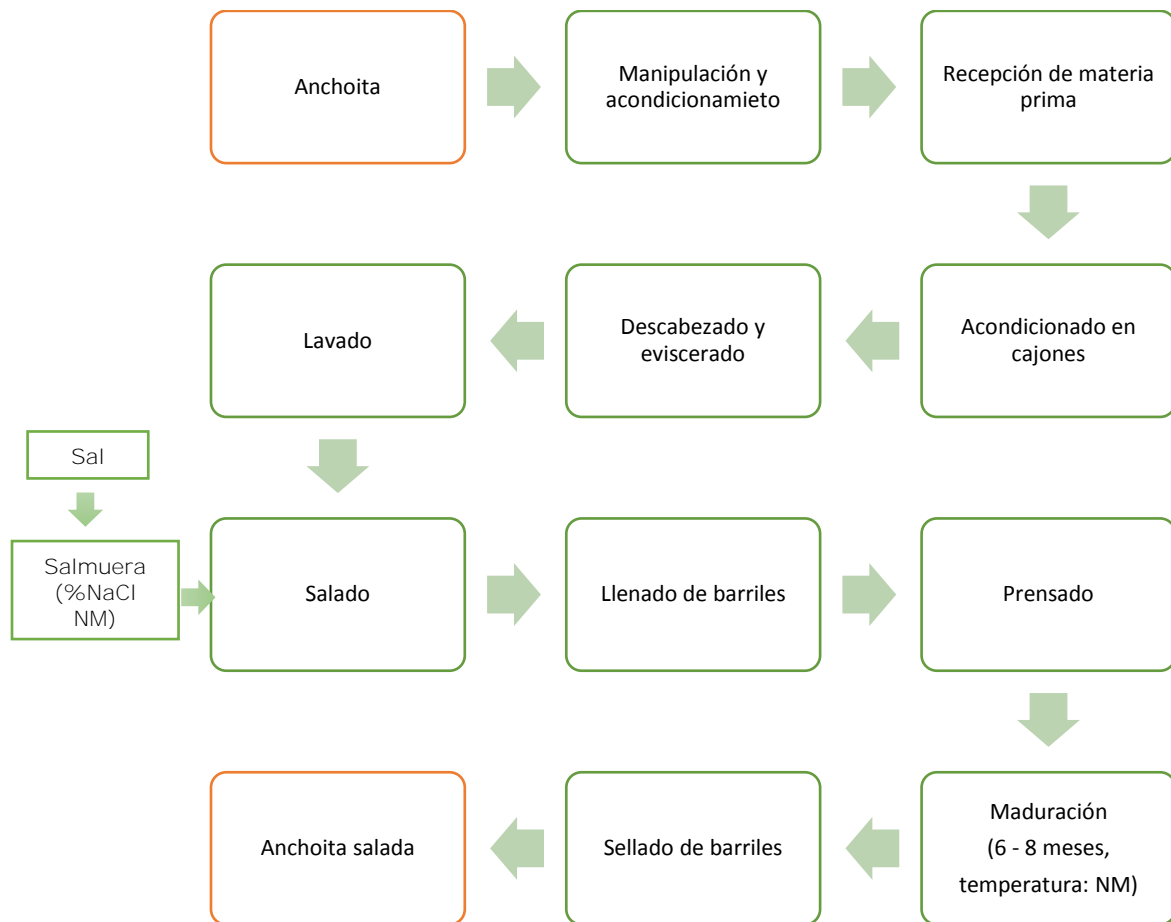 Anchoita
Manipulación y
acondicionamieto
Recepción de materia
prima
Acondicionado en
cajones
Descabezado y
eviscerado
Lavado
Sal
Salmuera
(%NaCl
NM)
Salado
Llenado de barriles
Prensado
Maduración
(6 - 8 meses,
temperatura: NM)
Sellado de barriles
Anchoita salada